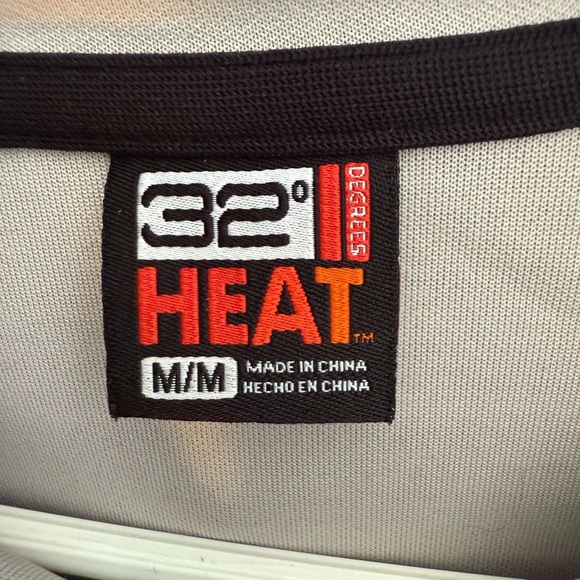 32°
DEGREES
HEAT™
M/M
MADE IN CHINA
HECHO EN CHINA